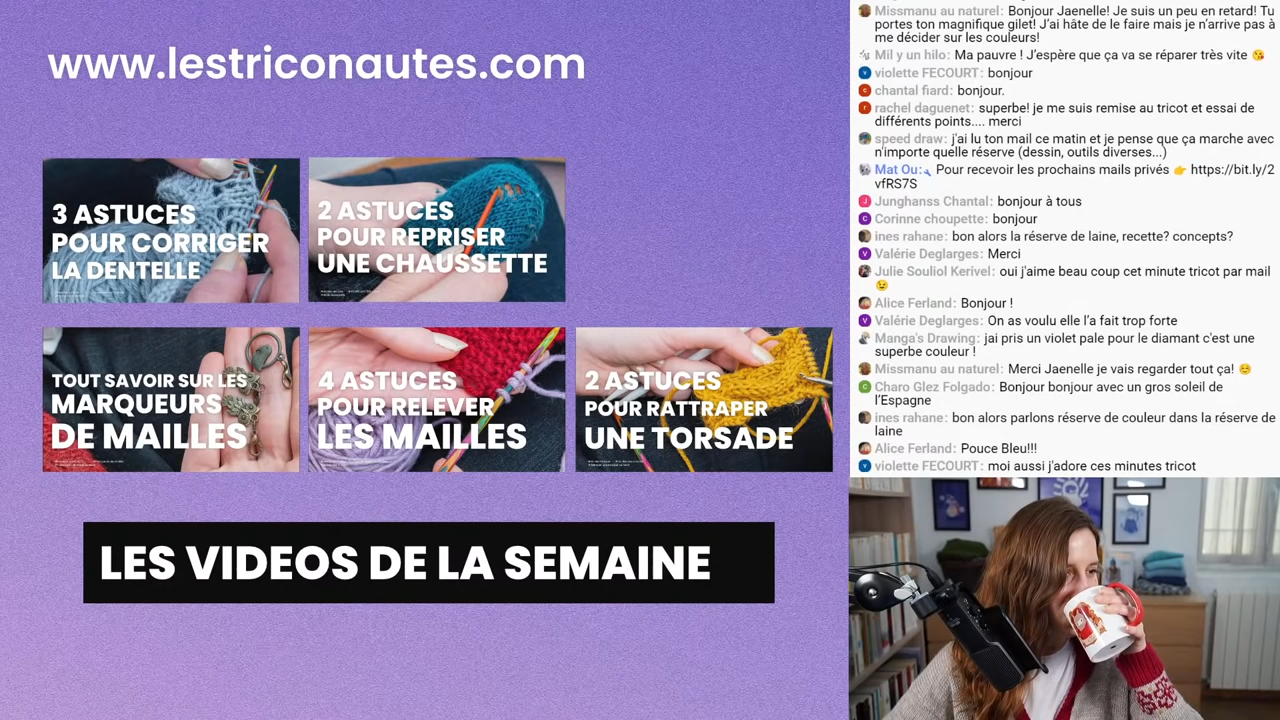 www.lestriconautes.com
3 ASTUCES
POUR CORRIGER
LA DENTELLE
2 ASTUCES
POUR REPRISER
UNE CHAUSSETTE
TOUT SAVOIR SUR LES
MARQUEURS
DE MAILLES
4 ASTUCES
POUR RELEVER
LES MAILLES
2 ASTUCES
POUR RATTRAPER
UNE TORSADE
LES VIDEOS DE LA SEMAINE
Missmanu au naturel: Bonjour Jaenelle! Je suis un peu en retard! Tu
portes ton magnifique gilet! J'ai hâte de le faire mais je n'arrive pas à
me décider sur les couleurs!
Mil y un hilo: Ma pauvre ! J'espère que ça va se réparer très vite 😘
violette FECOURT: bonjour
chantal fiard: bonjour.
rachel daguenet: superbe! je me suis remise au tricot et essai de
différents points.... merci
speed draw: j'ai lu ton mail ce matin et je pense que ça marche avec
n'importe quelle réserve (dessin, outils diverses...)
Mat Ou: Pour recevoir les prochains mails privés 👉 https://bit.ly/2
vfRS7S
Junghanss Chantal: bonjour à tous
Corinne choupette: bonjour
ines rahane: bon alors la réserve de laine, recette? concepts?
Valérie Deglarges: Merci
Julie Souliol Kerivel: oui j'aime beau coup cet minute tricot par mail
😉
Alice Ferland: Bonjour !
Valérie Deglarges: On as voulu elle l'a fait trop forte
Manga's Drawing: jai pris un violet pale pour le diamant c'est une
superbe couleur !
Missmanu au naturel: Merci Jaenelle je vais regarder tout ça! ☺️
Charo Glez Folgado: Bonjour bonjour avec un gros soleil de
l'Espagne
ines rahane: bon alors parlons réserve de couleur dans la réserve de
laine
Alice Ferland: Pouce Bleu!!!
violette FECOURT: moi aussi j'adore ces minutes tricot